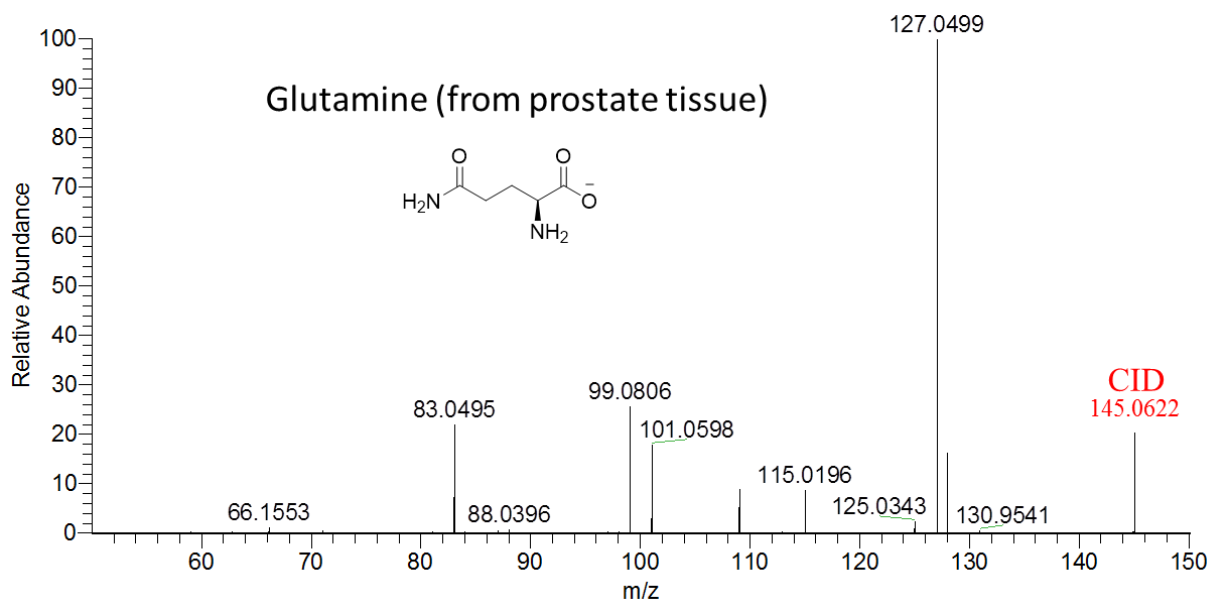 127.0499
100
90
80
70
60
50
40
30
20
10
0
Relative Abundance
Glutamine (from prostate tissue)
O
O
H₂N
O⁻
NH₂
CID
145.0622
99.0806
83.0495
101.0598
115.0196
125.0343
130.9541
66.1553
88.0396
60 70 80 90 100 110 120 130 140 150
m/z